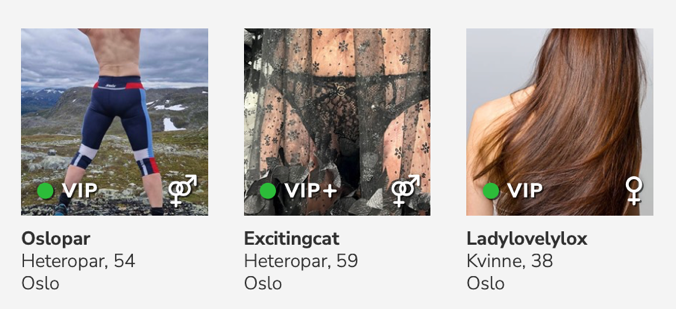 VIP
VIP+
VIP
Oslopar
Heteropar, 54
Oslo
Excitingcat
Heteropar, 59
Oslo
Ladylovelylox
Kvinne, 38
Oslo